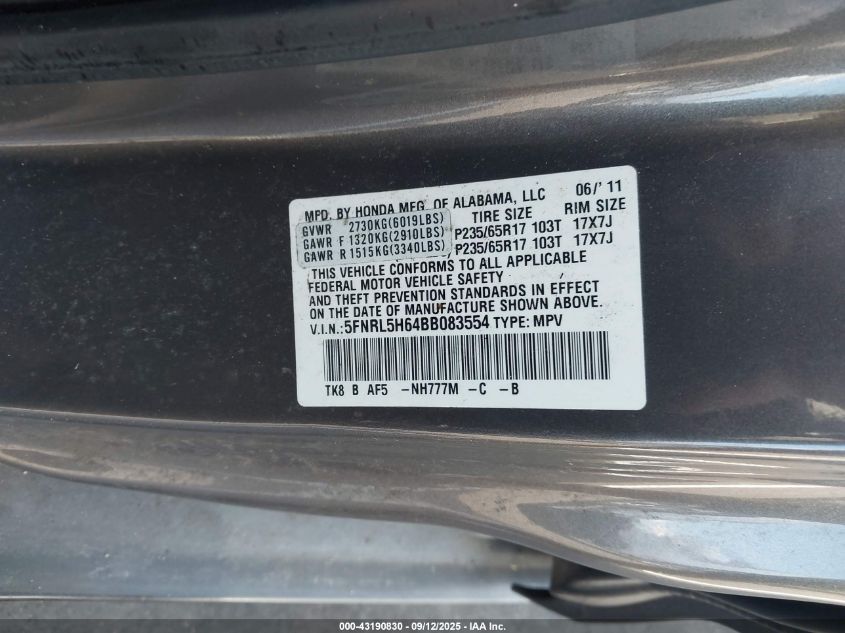 MFD. BY HONDA MFG. OF ALABAMA, LLC 06/' 11
GVWR 2730KG(6019LBS) TIRE SIZE RIM SIZE
GAWR F 1320KG(2910LBS) P235/65R17 103T 17X7J
GAWR R 1515KG(3340LBS) P235/65R17 103T 17X7J
THIS VEHICLE CONFORMS TO ALL APPLICABLE
FEDERAL MOTOR VEHICLE SAFETY
AND THEFT PREVENTION STANDARDS IN EFFECT
ON THE DATE OF MANUFACTURE SHOWN ABOVE.
V.I.N.:5FNRL5H64BB083554 TYPE: MPV
TK8 B AF5 -NH777M -C -B
000-43190830 - 09/12/2025 - IAA Inc.